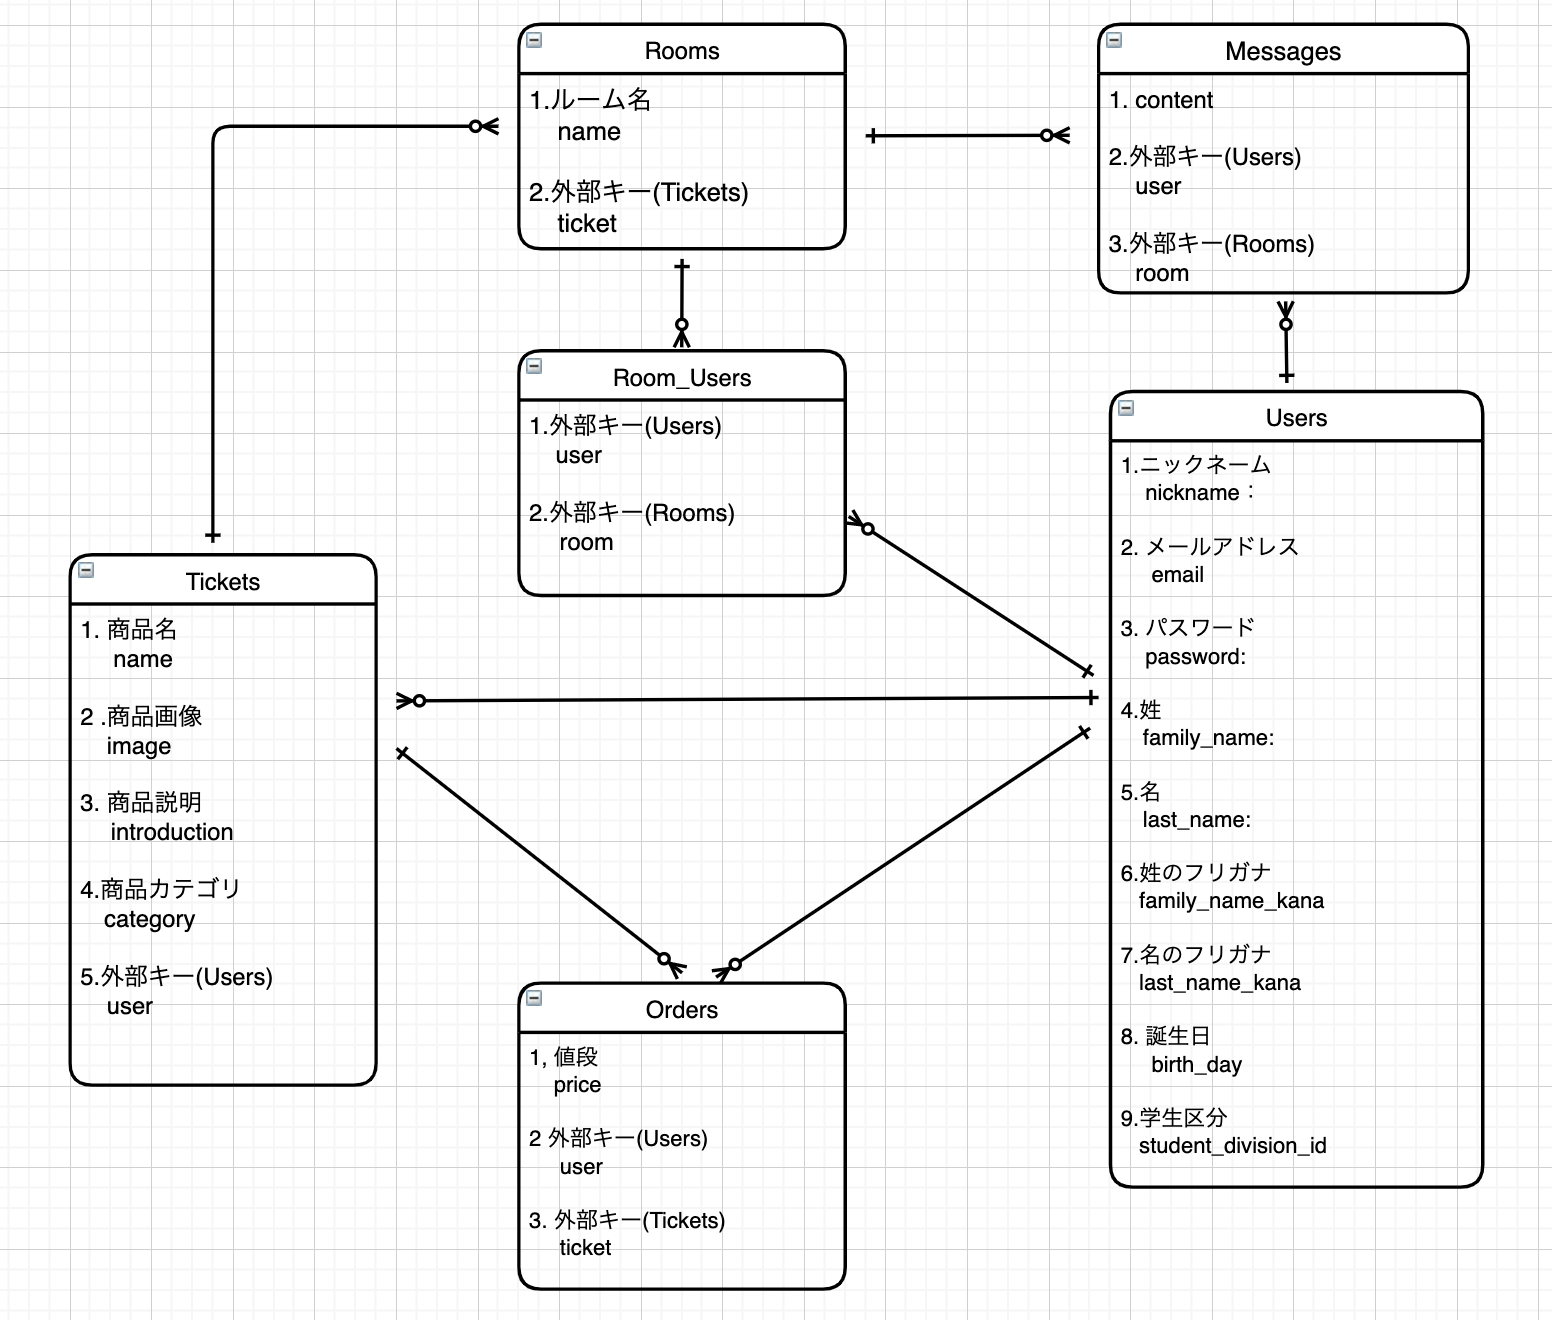 Rooms
1.ルーム名
name
2.外部キー(Tickets)
ticket
Messages
1. content
2.外部キー(Users)
user
3.外部キー(Rooms)
room
Room_Users
1.外部キー(Users)
user
2.外部キー(Rooms)
room
Users
1.ニックネーム
nickname：
2. メールアドレス
email
3. パスワード
password:
4.姓
family_name:
5.名
last_name:
6.姓のフリガナ
family_name_kana
7.名のフリガナ
last_name_kana
8. 誕生日
birth_day
9.学生区分
student_division_id
Tickets
1. 商品名
name
2 .商品画像
image
3. 商品説明
introduction
4.商品カテゴリ
category
5.外部キー(Users)
user
Orders
1, 値段
price
2 外部キー(Users)
user
3. 外部キー(Tickets)
ticket